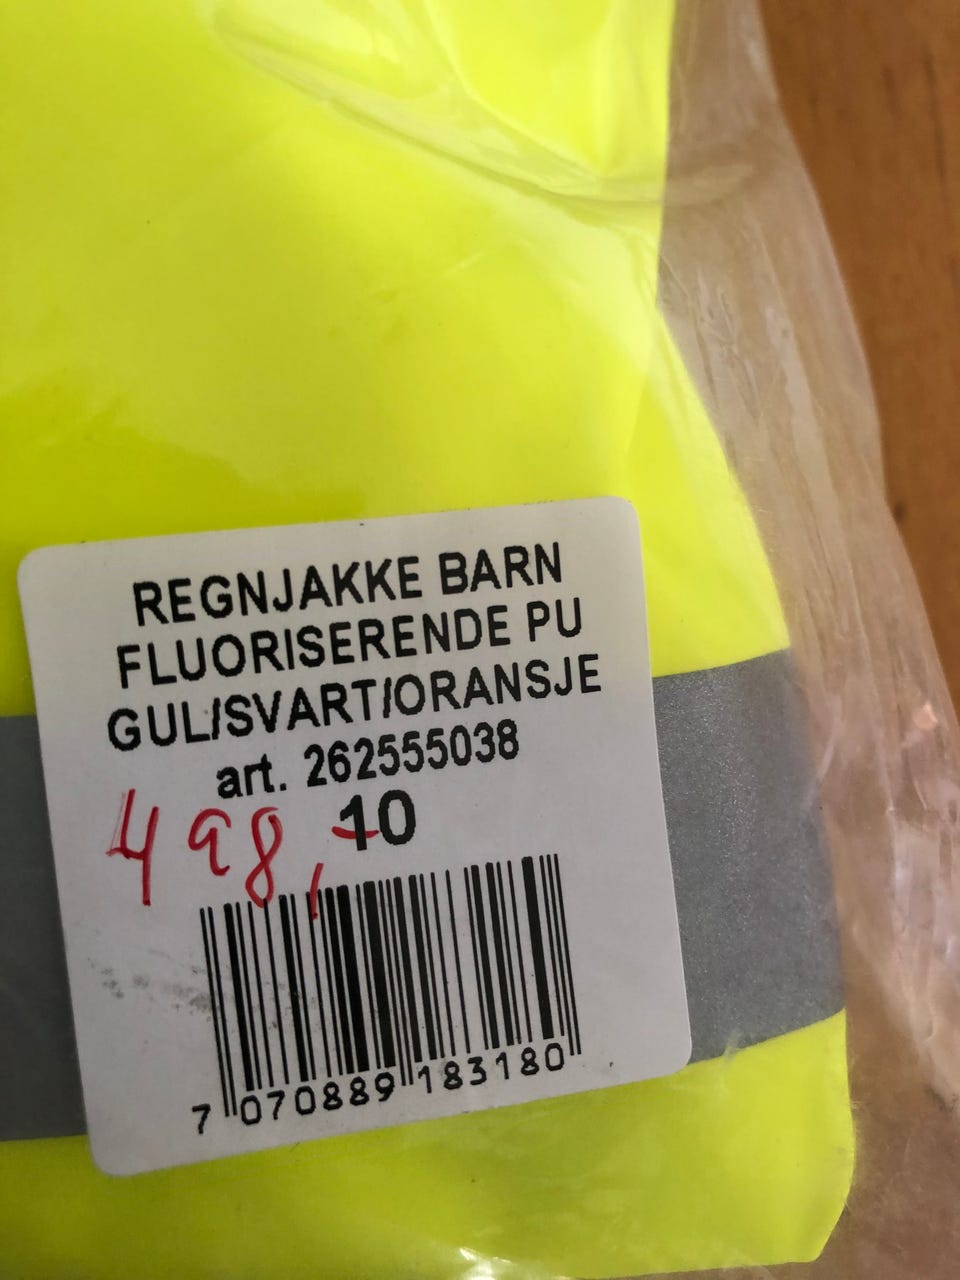 REGNJAKKE BARN
FLUORISERENDE PU
GUL/SVART/ORANSJE
art. 262555038
498,- 10
7 070889 183180